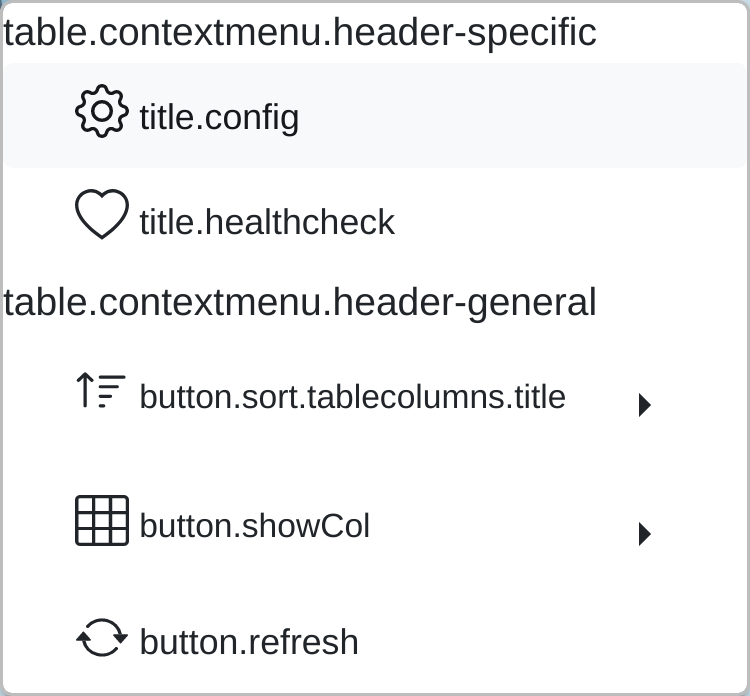 table.contextmenu.header-specific
title.config
title.healthcheck
table.contextmenu.header-general
button.sort.tablecolumns.title
button.showCol
button.refresh